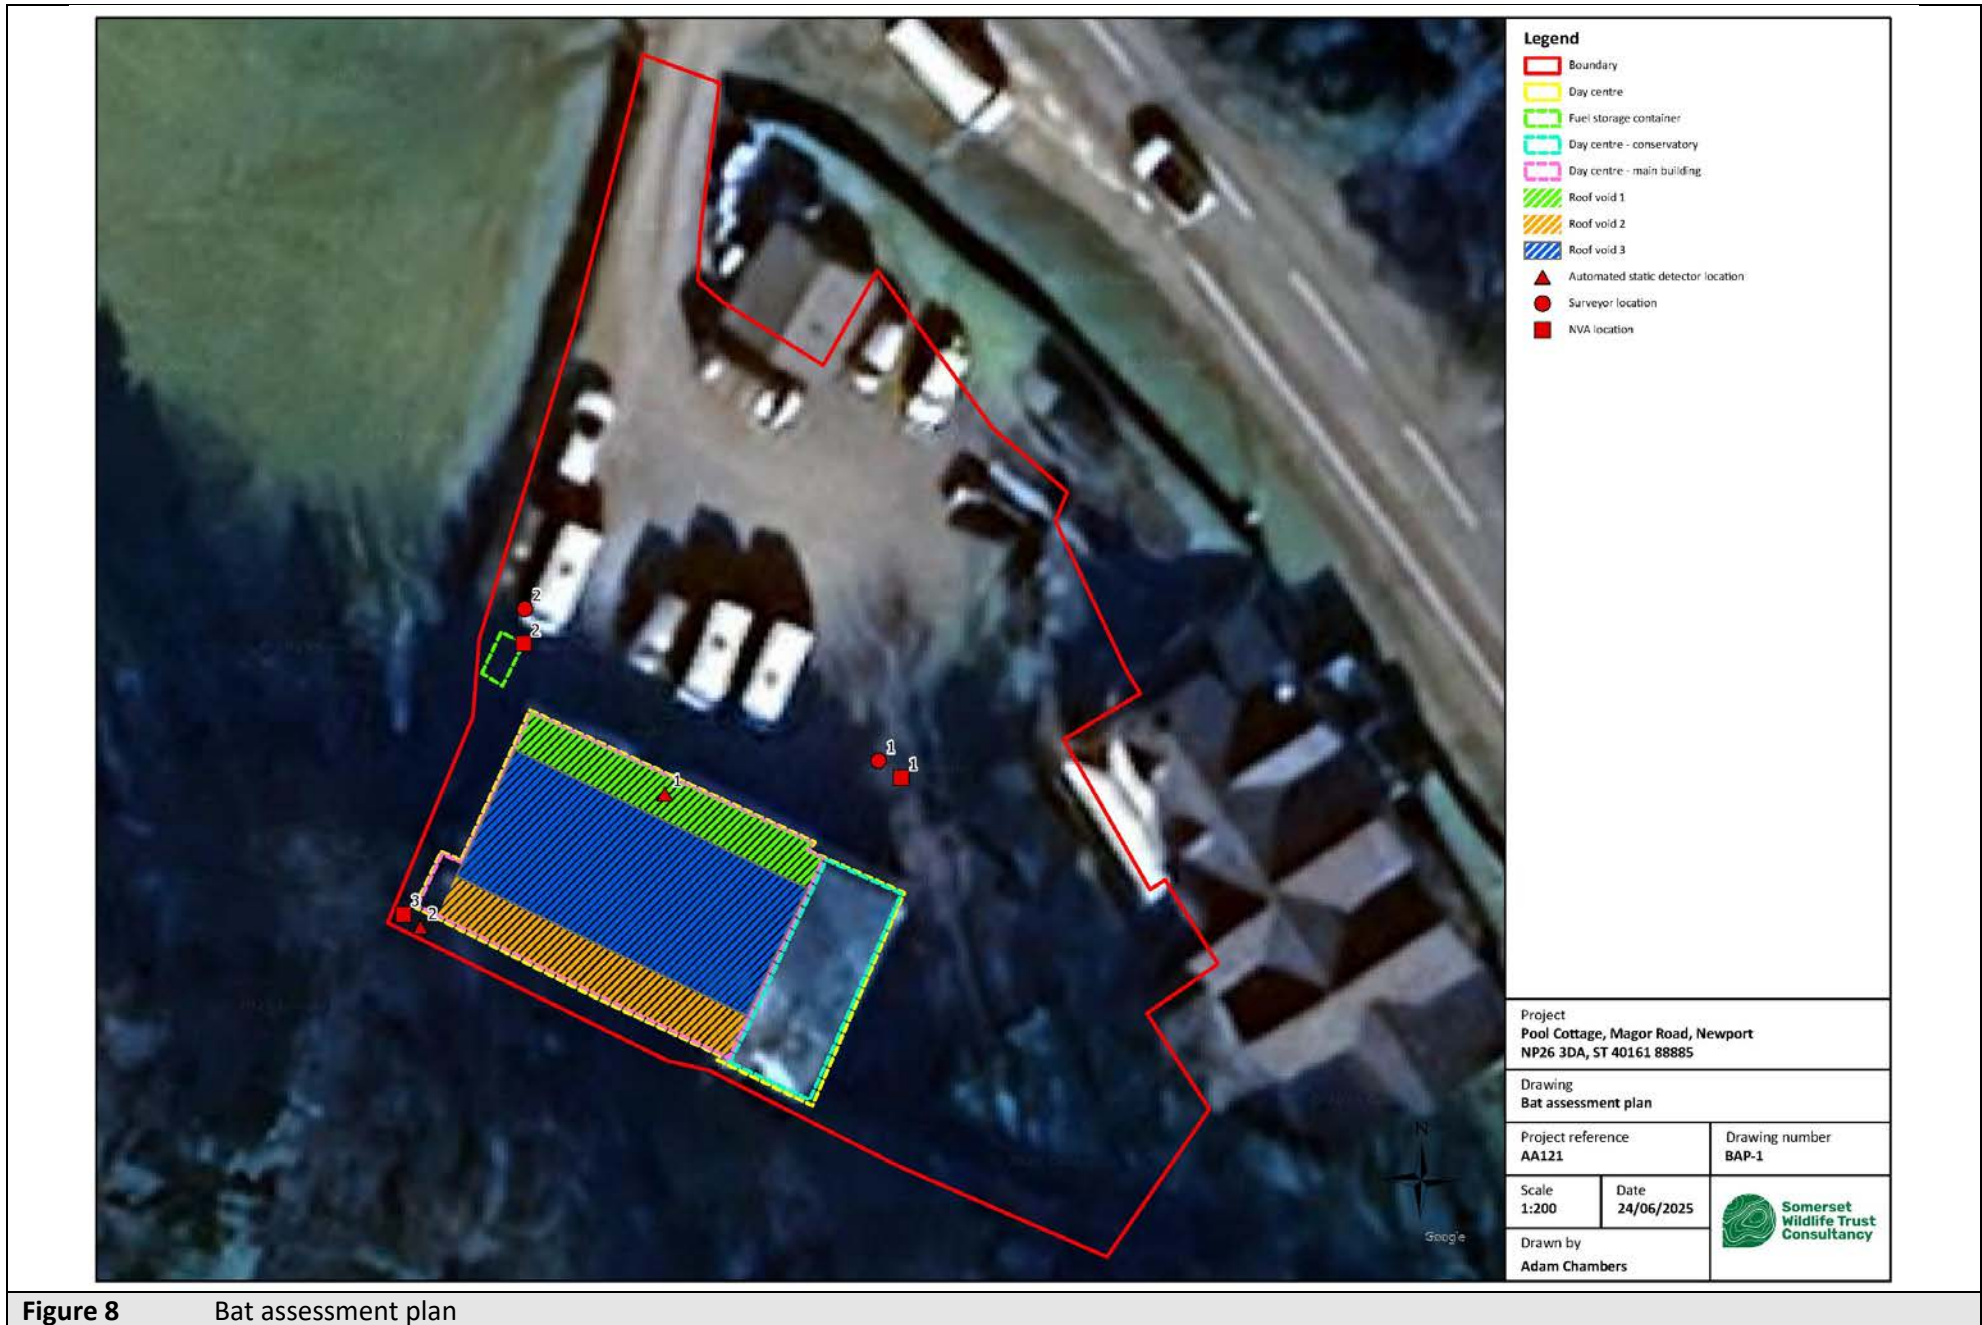 Legend
Boundary
Day centre
Fuel storage container
Day centre - conservatory
Day centre - main building
Roof void 1
Roof void 2
Roof void 3
Automated static detector location
Surveyor location
NVA location
2
2
1
1
1
3
2
N
Google
Project
Pool Cottage, Magor Road, Newport
NP26 3DA, ST 40161 88885
Drawing
Bat assessment plan
Project reference
AA121
Drawing number
BAP-1
Scale
1:200
Date
24/06/2025
Drawn by
Adam Chambers
Somerset
Wildlife Trust
Consultancy
Figure 8 Bat assessment plan